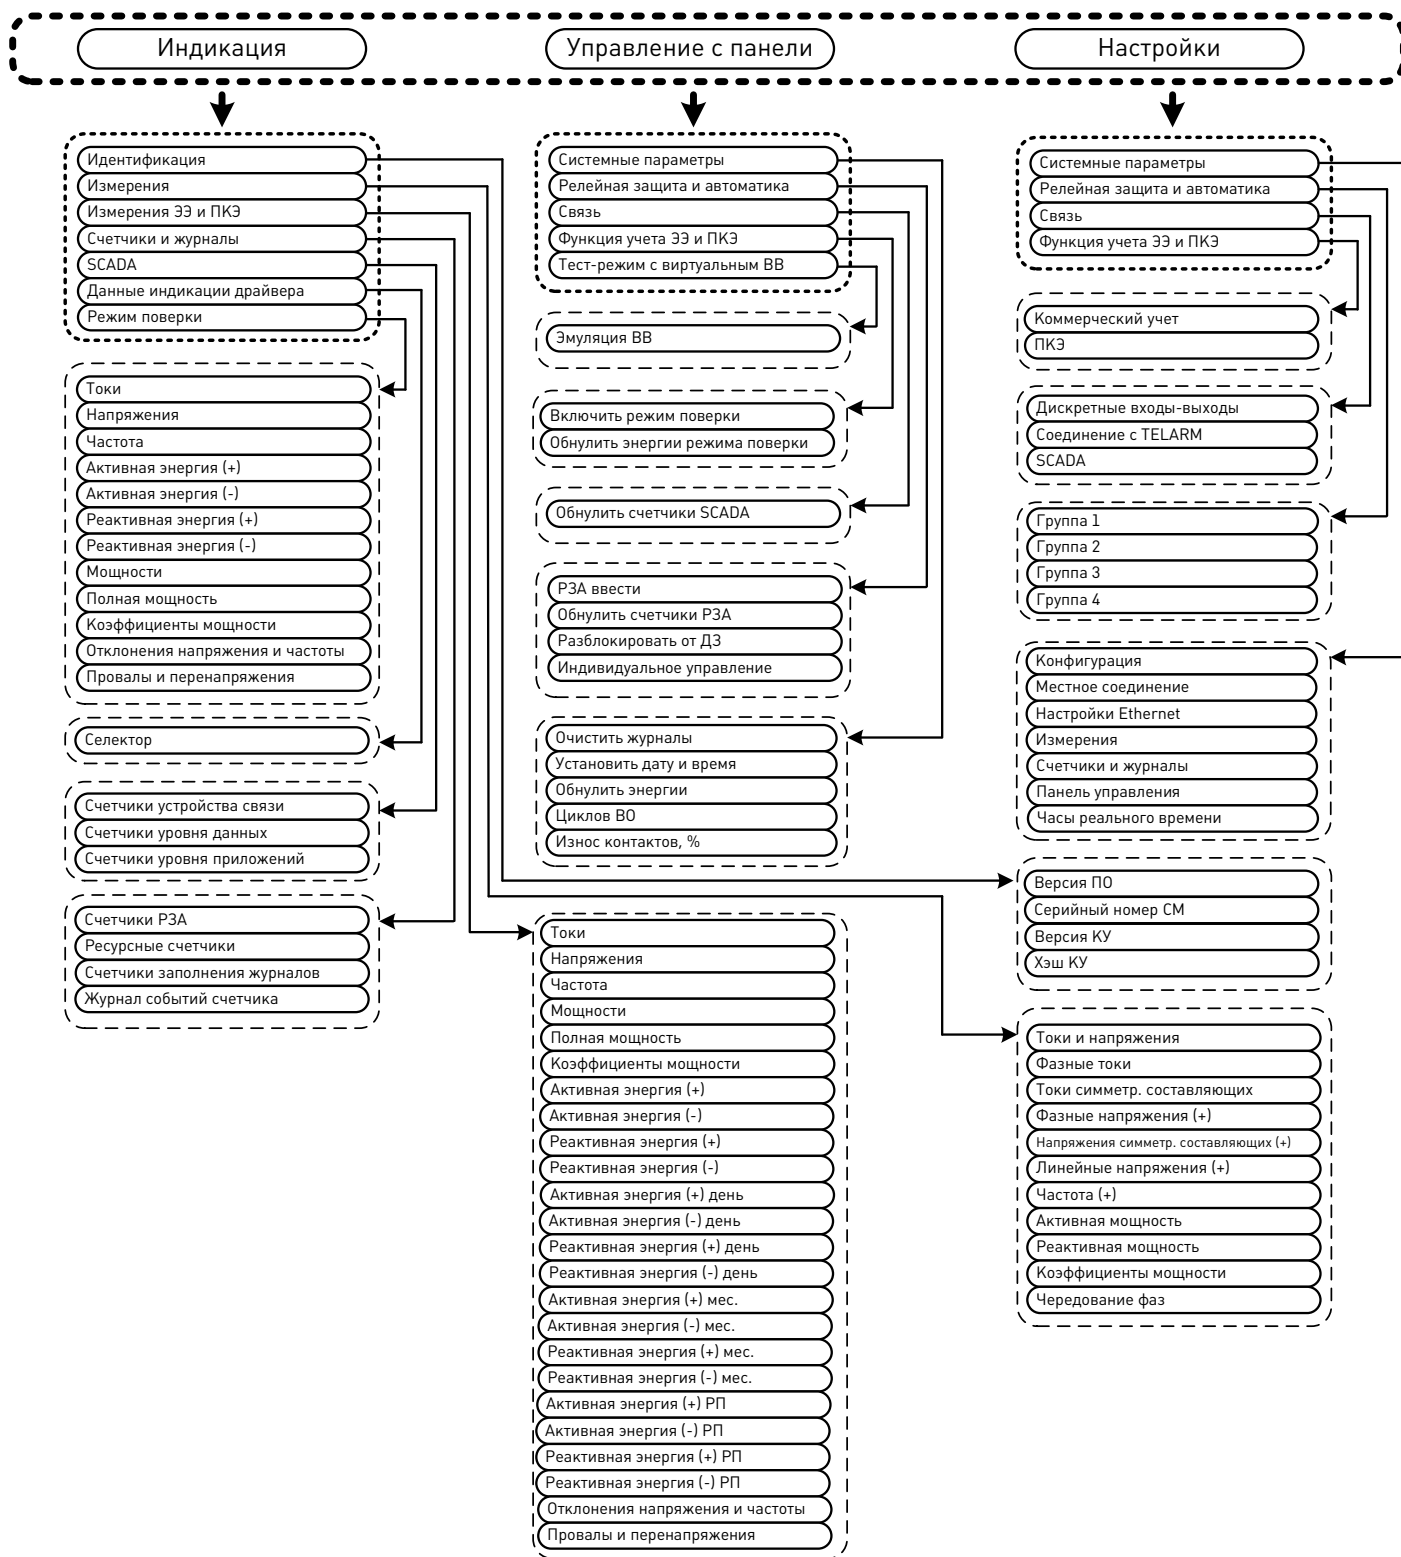 Индикация
Управление с панели
Настройки
Идентификация
Измерения
Измерения ЭЭ и ПКЭ
Счетчики и журналы
SCADA
Данные индикации драйвера
Режим поверки
Токи
Напряжения
Частота
Активная энергия (+)
Активная энергия (-)
Реактивная энергия (+)
Реактивная энергия (-)
Мощности
Полная мощность
Коэффициенты мощности
Отклонения напряжения и частоты
Провалы и перенапряжения
Селектор
Счетчики устройства связи
Счетчики уровня данных
Счетчики уровня приложений
Счетчики РЗА
Ресурсные счетчики
Счетчики заполнения журналов
Журнал событий счетчика
Системные параметры
Релейная защита и автоматика
Связь
Функция учета ЭЭ и ПКЭ
Тест-режим с виртуальным ВВ
Эмуляция ВВ
Включить режим поверки
Обнулить энергии режима поверки
Обнулить счетчики SCADA
РЗА ввести
Обнулить счетчики РЗА
Разблокировать от ДЗ
Индивидуальное управление
Очистить журналы
Установить дату и время
Обнулить энергии
Циклов ВО
Износ контактов, %
Токи
Напряжения
Частота
Мощности
Полная мощность
Коэффициенты мощности
Активная энергия (+)
Активная энергия (-)
Реактивная энергия (+)
Реактивная энергия (-)
Активная энергия (+) день
Активная энергия (-) день
Реактивная энергия (+) день
Реактивная энергия (-) день
Активная энергия (+) мес.
Активная энергия (-) мес.
Реактивная энергия (+) мес.
Реактивная энергия (-) мес.
Активная энергия (+) РП
Активная энергия (-) РП
Реактивная энергия (+) РП
Реактивная энергия (-) РП
Отклонения напряжения и частоты
Провалы и перенапряжения
Системные параметры
Релейная защита и автоматика
Связь
Функция учета ЭЭ и ПКЭ
Коммерческий учет
ПКЭ
Дискретные входы-выходы
Соединение с TELARM
SCADA
Группа 1
Группа 2
Группа 3
Группа 4
Конфигурация
Местное соединение
Настройки Ethernet
Измерения
Счетчики и журналы
Панель управления
Часы реального времени
Версия ПО
Серийный номер СМ
Версия КУ
Хэш КУ
Токи и напряжения
Фазные токи
Токи симметр. составляющих
Фазные напряжения (+)
Напряжения симметр. составляющих (+)
Линейные напряжения (+)
Частота (+)
Активная мощность
Реактивная мощность
Коэффициенты мощности
Чередование фаз